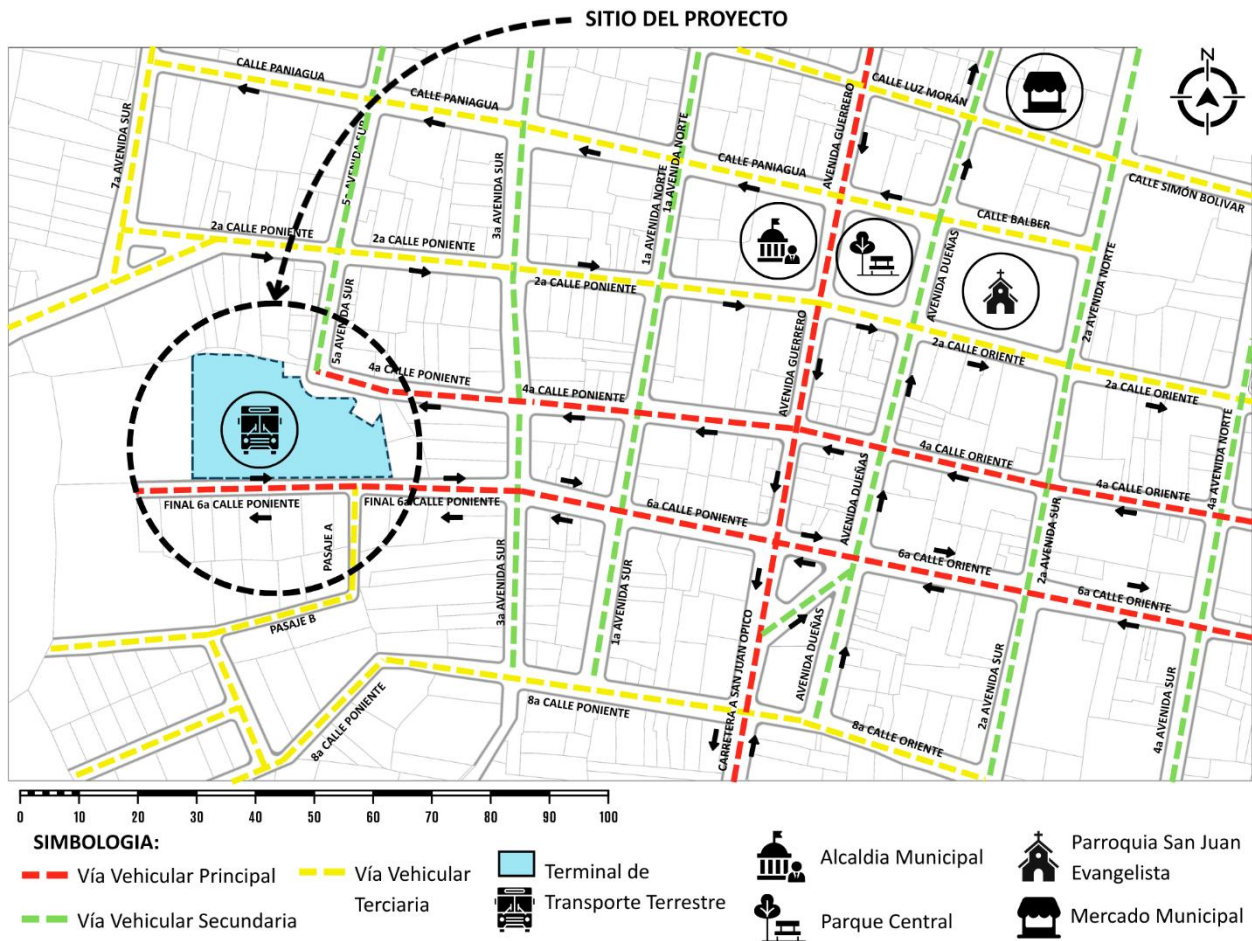 SITIO DEL PROYECTO
N
CALLE PANIAGUA
CALLE PANIAGUA
CALLE PANIAGUA
CALLE LUZ MORÁN
CALLE SIMÓN BOLIVAR
CALLE BALBER
7a AVENIDA SUR
5a AVENIDA SUR
3a AVENIDA SUR
1a AVENIDA NORTE
1a AVENIDA NORTE
AVENIDA GUERRERO
AVENIDA DUEÑAS
2a AVENIDA NORTE
2a CALLE PONIENTE
2a CALLE PONIENTE
2a CALLE PONIENTE
2a CALLE ORIENTE
2a CALLE ORIENTE
5a AVENIDA SUR
AVENIDA GUERRERO
4a AVENIDA NORTE
4a CALLE PONIENTE
4a CALLE PONIENTE
4a CALLE ORIENTE
4a CALLE ORIENTE
FINAL 6a CALLE PONIENTE
FINAL 6a CALLE PONIENTE
6a CALLE PONIENTE
6a CALLE ORIENTE
6a CALLE ORIENTE
AVENIDA DUEÑAS
2a AVENIDA SUR
PASAJE A
PASAJE B
3a AVENIDA SUR
1a AVENIDA SUR
CARRETERA A SAN JUAN OPICO
AVENIDA DUEÑAS
2a AVENIDA SUR
4a AVENIDA SUR
8a CALLE PONIENTE
8a CALLE PONIENTE
8a CALLE ORIENTE
0 10 20 30 40 50 60 70 80 90 100
SIMBOLOGIA:
Vía Vehicular Principal
Vía Vehicular Secundaria
Vía Vehicular
Terciaria
Terminal de
Transporte Terrestre
Alcaldia Municipal
Parque Central
Parroquia San Juan
Evangelista
Mercado Municipal